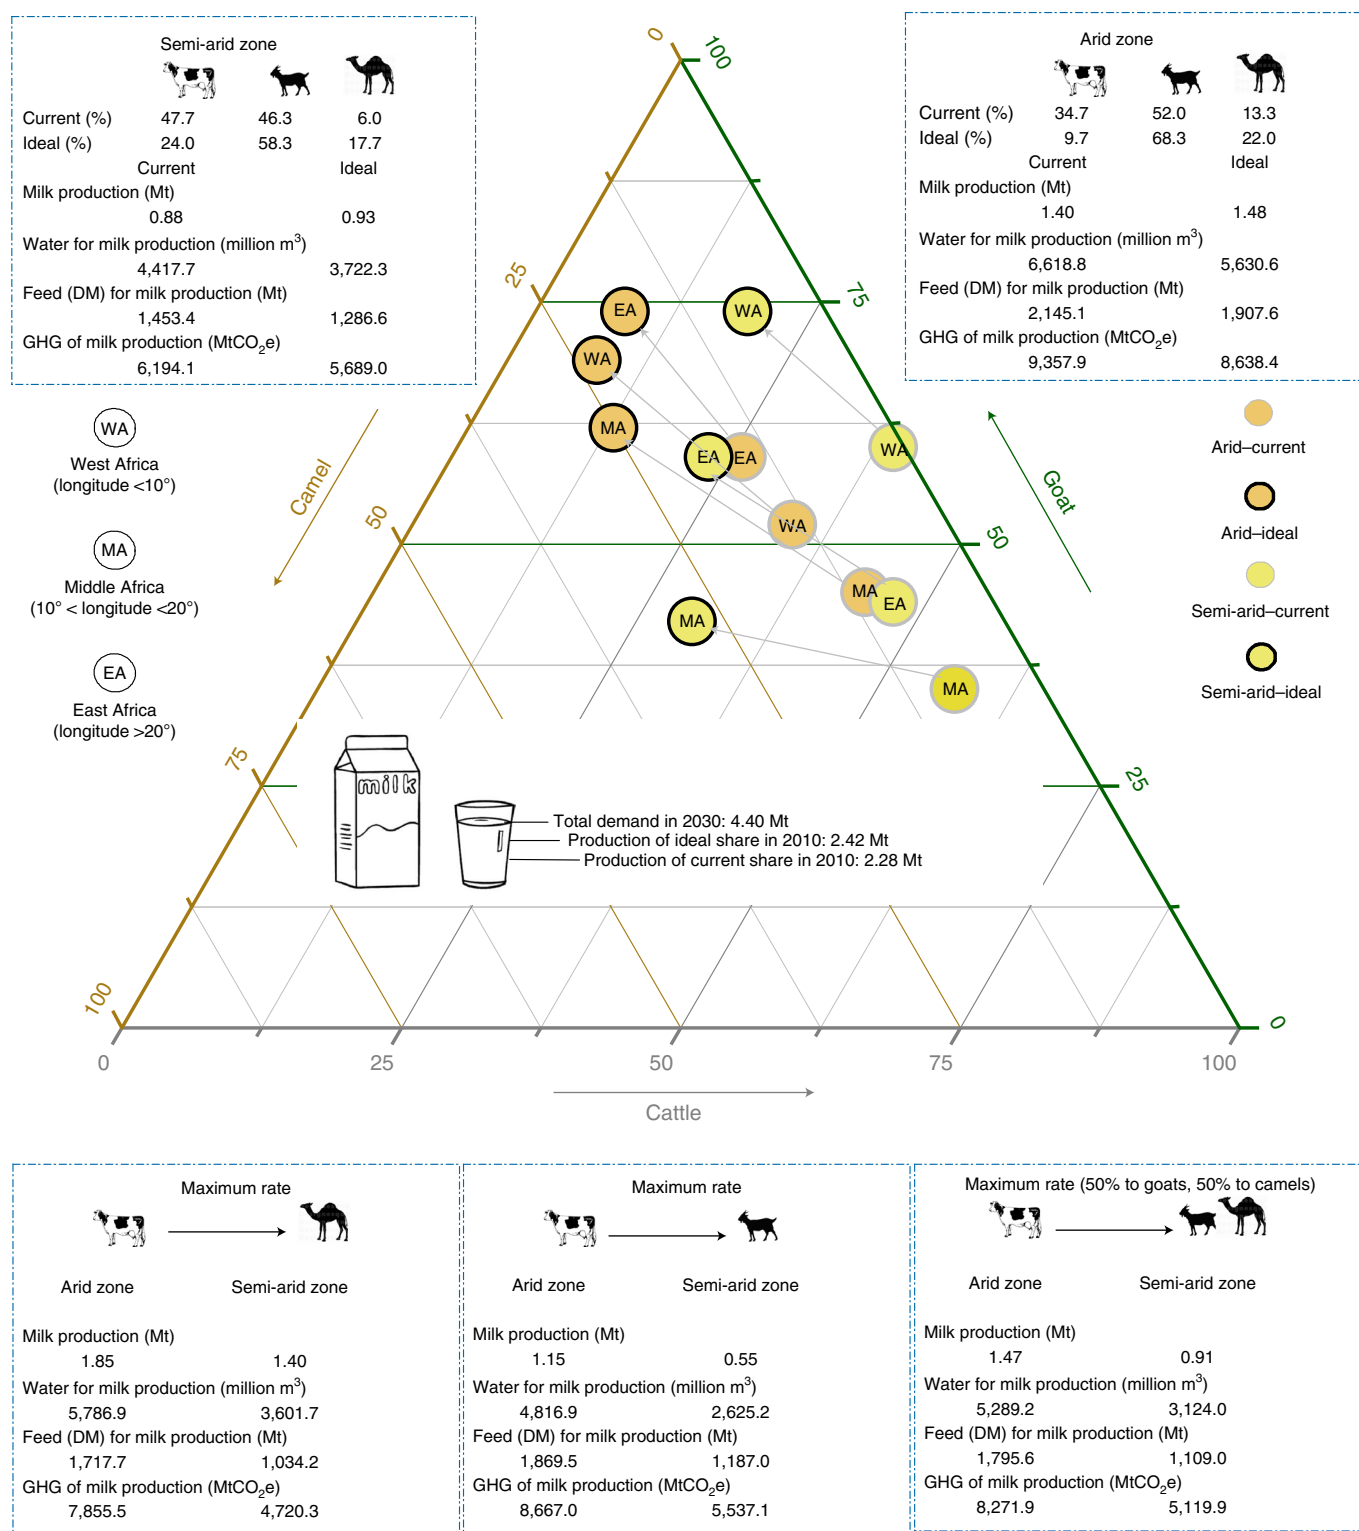 Semi-arid zone
Current (%) 47.7 46.3 6.0
Ideal (%) 24.0 58.3 17.7
Current Ideal
Milk production (Mt)
0.88 0.93
Water for milk production (million m³)
4,417.7 3,722.3
Feed (DM) for milk production (Mt)
1,453.4 1,286.6
GHG of milk production (MtCO₂e)
6,194.1 5,689.0
Arid zone
Current (%) 34.7 52.0 13.3
Ideal (%) 9.7 68.3 22.0
Current Ideal
Milk production (Mt)
1.40 1.48
Water for milk production (million m³)
6,618.8 5,630.6
Feed (DM) for milk production (Mt)
2,145.1 1,907.6
GHG of milk production (MtCO₂e)
9,357.9 8,638.4
WA
West Africa
(longitude <10°)
MA
Middle Africa
(10° < longitude <20°)
EA
East Africa
(longitude >20°)
0
25
50
75
100
Camel
100
75
50
25
0
Goat
EA
WA
WA
MA
EA
EA
WA
WA
MA
EA
MA
MA
Arid–current
Arid–ideal
Semi-arid–current
Semi-arid–ideal
milk
Total demand in 2030: 4.40 Mt
Production of ideal share in 2010: 2.42 Mt
Production of current share in 2010: 2.28 Mt
0 25 50 75 100
Cattle
Maximum rate
Arid zone Semi-arid zone
Milk production (Mt)
1.85 1.40
Water for milk production (million m³)
5,786.9 3,601.7
Feed (DM) for milk production (Mt)
1,717.7 1,034.2
GHG of milk production (MtCO₂e)
7,855.5 4,720.3
Maximum rate
Arid zone Semi-arid zone
Milk production (Mt)
1.15 0.55
Water for milk production (million m³)
4,816.9 2,625.2
Feed (DM) for milk production (Mt)
1,869.5 1,187.0
GHG of milk production (MtCO₂e)
8,667.0 5,537.1
Maximum rate (50% to goats, 50% to camels)
Arid zone Semi-arid zone
Milk production (Mt)
1.47 0.91
Water for milk production (million m³)
5,289.2 3,124.0
Feed (DM) for milk production (Mt)
1,795.6 1,109.0
GHG of milk production (MtCO₂e)
8,271.9 5,119.9